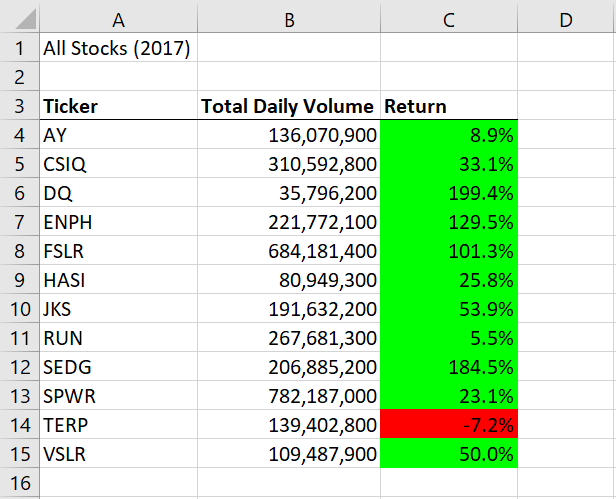 A B C D
1 All Stocks (2017)
2
3 Ticker Total Daily Volume Return
4 AY 136,070,900 8.9%
5 CSIQ 310,592,800 33.1%
6 DQ 35,796,200 199.4%
7 ENPH 221,772,100 129.5%
8 FSLR 684,181,400 101.3%
9 HASI 80,949,300 25.8%
10 JKS 191,632,200 53.9%
11 RUN 267,681,300 5.5%
12 SEDG 206,885,200 184.5%
13 SPWR 782,187,000 23.1%
14 TERP 139,402,800 -7.2%
15 VSLR 109,487,900 50.0%
16